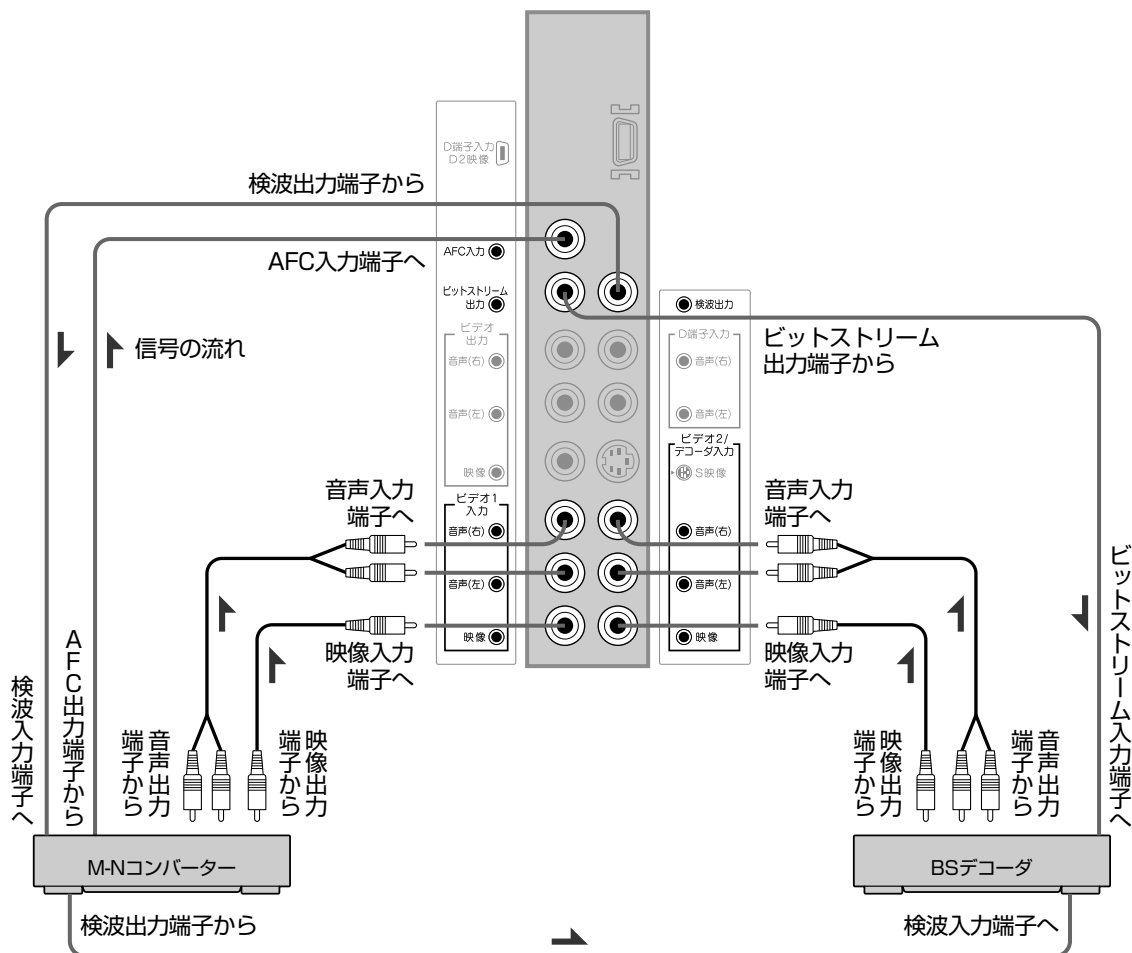 D端子入力
D2映像
検波出力端子から
AFC入力端子へ
AFC入力
ビットストリーム
出力
検波出力
信号の流れ
ビデオ
出力
音声(右)
音声(左)
映像
D端子入力
音声(右)
音声(左)
ビットストリーム
出力端子から
ビデオ2/
デコーダ入力
S映像
音声入力
端子へ
ビデオ1
入力
音声(右)
音声(左)
映像
音声(右)
音声(左)
映像
音声入力
端子へ
映像入力
端子へ
映像入力
端子へ
検波入力端子へ
AFC出力端子から
音声出力
端子から
映像出力
端子から
映像出力
端子から
音声出力
端子から
ビットストリーム入力端子へ
M-Nコンバーター
BSデコーダ
検波出力端子から
検波入力端子へ